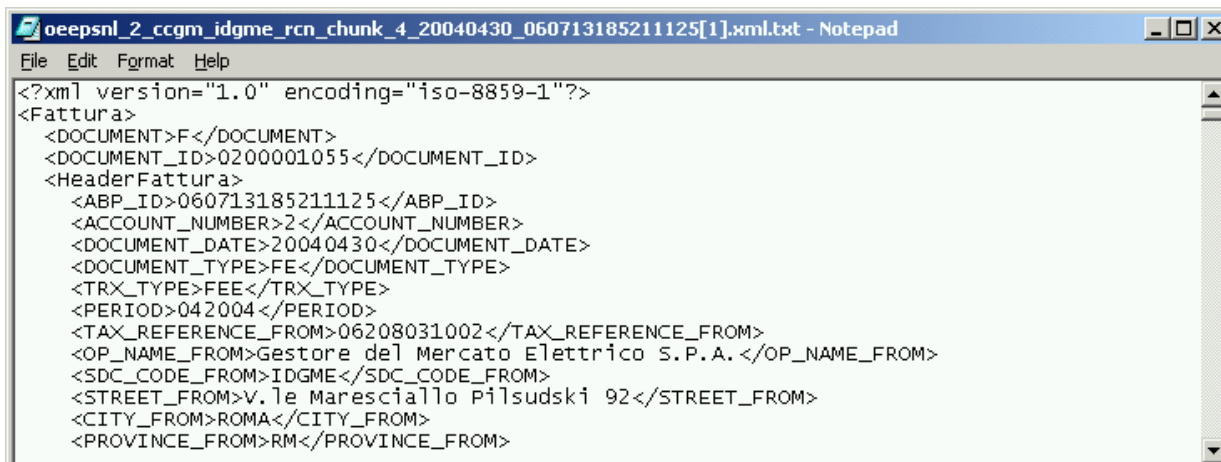 oeepsnl_2_ccgm_idgme_rcn_chunk_4_20040430_060713185211125[1].xml.txt - Notepad
File Edit Format Help
<?xml version="1.0" encoding="iso-8859-1"?>
<Fattura>
<DOCUMENT>F</DOCUMENT>
<DOCUMENT_ID>0200001055</DOCUMENT_ID>
<HeaderFattura>
<ABP_ID>060713185211125</ABP_ID>
<ACCOUNT_NUMBER>2</ACCOUNT_NUMBER>
<DOCUMENT_DATE>20040430</DOCUMENT_DATE>
<DOCUMENT_TYPE>FE</DOCUMENT_TYPE>
<TRX_TYPE>FEE</TRX_TYPE>
<PERIOD>042004</PERIOD>
<TAX_REFERENCE_FROM>06208031002</TAX_REFERENCE_FROM>
<OP_NAME_FROM>Gestore del Mercato Elettrico S.P.A.</OP_NAME_FROM>
<SDC_CODE_FROM>IDGME</SDC_CODE_FROM>
<STREET_FROM>V.le Maresciallo Pilsudski 92</STREET_FROM>
<CITY_FROM>ROMA</CITY_FROM>
<PROVINCE_FROM>RM</PROVINCE_FROM>